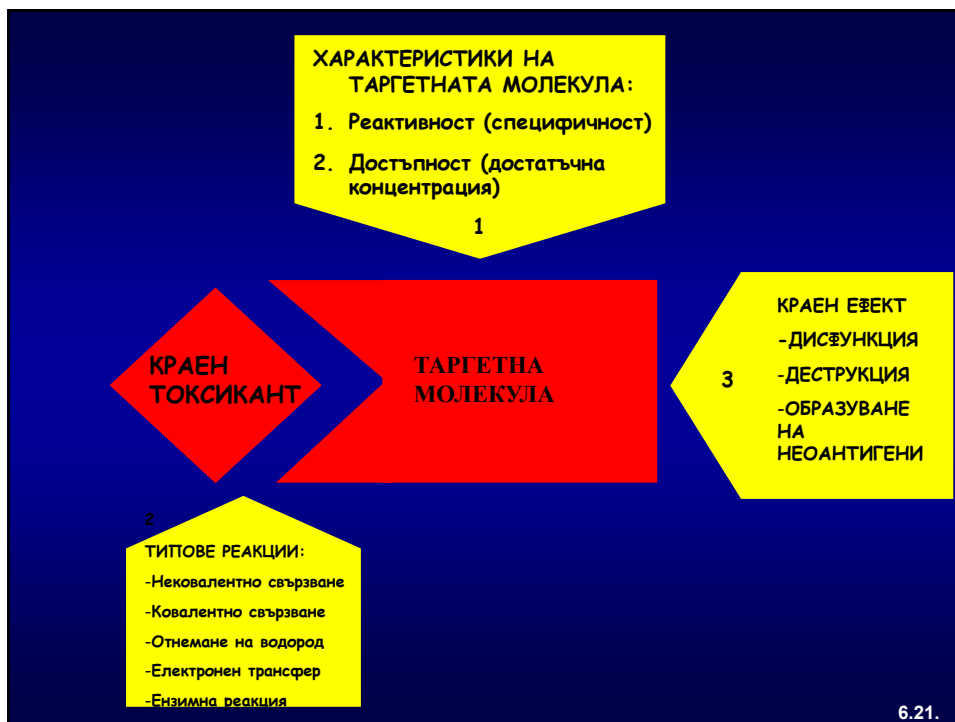 ХАРАКТЕРИСТИКИ НА
ТАРГЕТНАТА МОЛЕКУЛА:
1. Реактивност (специфичност)
2. Достъпност (достатъчна
концентрация)
1
КРАЕН
ТОКСИКАНТ
ТАРГЕТНА
МОЛЕКУЛА
3
КРАЕН ЕФЕКТ
-ДИСФУНКЦИЯ
-ДЕСТРУКЦИЯ
-ОБРАЗУВАНЕ
НА
НЕОАНТИГЕНИ
2
ТИПОВЕ РЕАКЦИИ:
-Нековалентно свързване
-Ковалентно свързване
-Отнемане на водород
-Електронен трансфер
-Ензимна реакция
6.21.